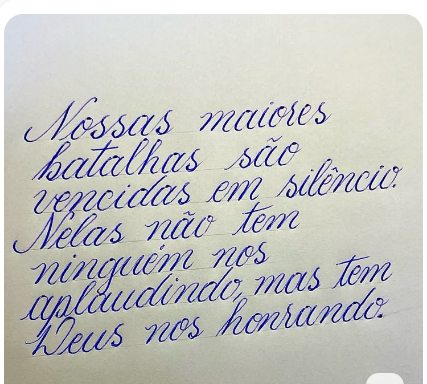 Nossas maiores
batalhas são
vencidas em silêncio.
Nelas não tem
ninguém nos
aplaudindo, mas tem
Deus nos honrando.